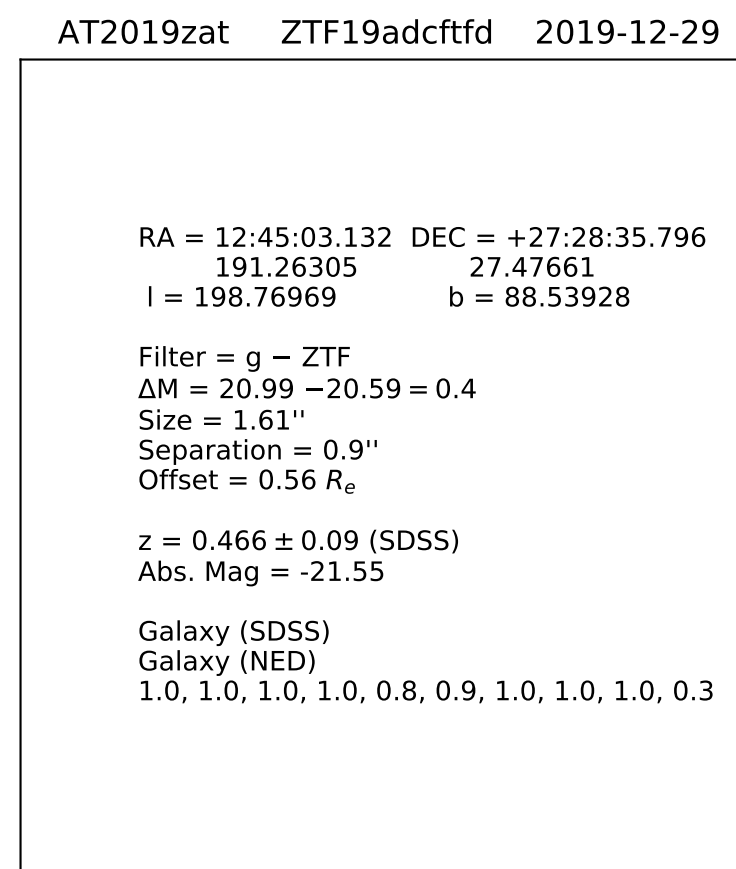 AT2019zat ZTF19adcftfd 2019-12-29
RA = 12:45:03.132 DEC = +27:28:35.796
191.26305 27.47661
l = 198.76969 b = 88.53928
Filter = g − ZTF
ΔM = 20.99 −20.59 = 0.4
Size = 1.61''
Separation = 0.9''
Offset = 0.56 Re
z = 0.466 ± 0.09 (SDSS)
Abs. Mag = -21.55
Galaxy (SDSS)
Galaxy (NED)
1.0, 1.0, 1.0, 1.0, 0.8, 0.9, 1.0, 1.0, 1.0, 0.3